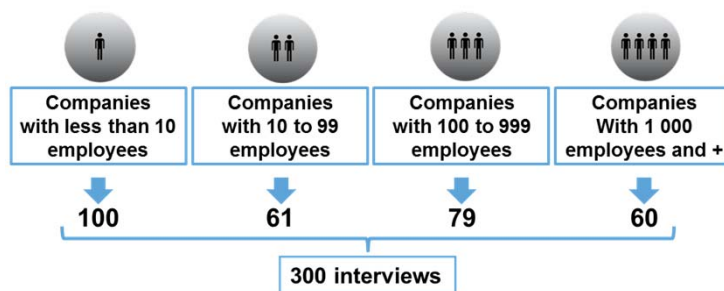 Companies
with less than 10
employees
Companies
with 10 to 99
employees
Companies
with 100 to 999
employees
Companies
With 1 000
employees and +
100
61
79
60
300 interviews